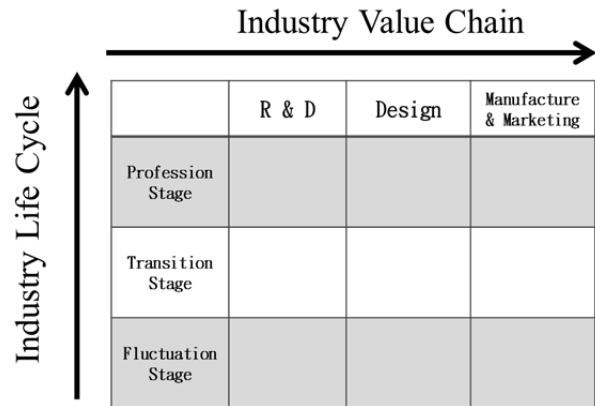 Industry Value Chain
Industry Life Cycle
R & D
Design
Manufacture
& Marketing
Profession
Stage
Transition
Stage
Fluctuation
Stage